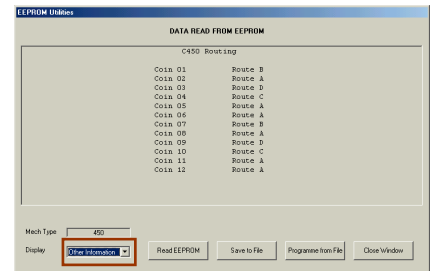 EEPROM Utilities
DATA READ FROM EEPROM
C450 Routing
Coin 01 Route B
Coin 02 Route A
Coin 03 Route D
Coin 04 Route C
Coin 05 Route A
Coin 06 Route A
Coin 07 Route B
Coin 08 Route A
Coin 09 Route D
Coin 10 Route C
Coin 11 Route A
Coin 12 Route A
Mech Type 450
Display Other Information Read EEPROM Save to File Programme from File Close Window